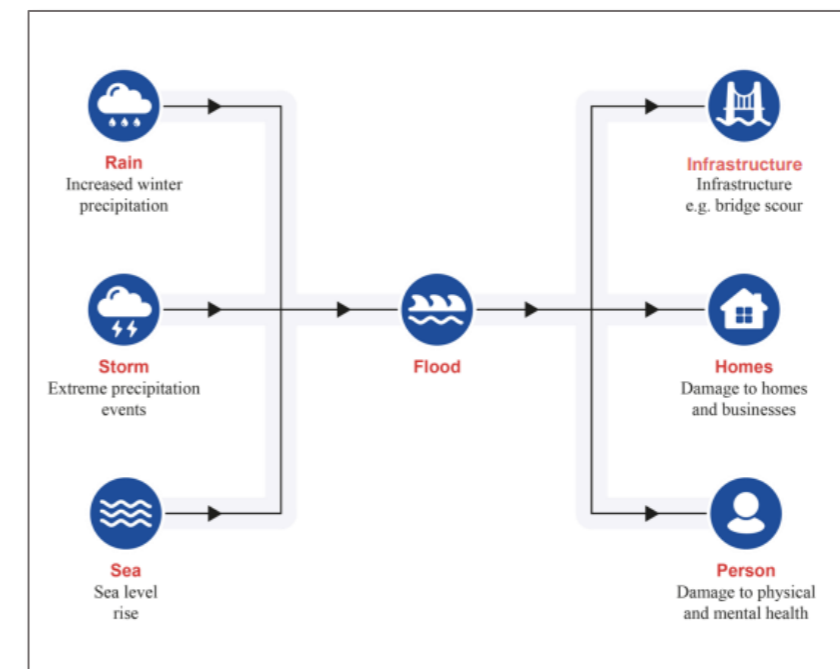 Rain
Increased winter
precipitation
Storm
Extreme precipitation
events
Sea
Sea level
rise
Flood
Infrastructure
Infrastructure
e.g. bridge scour
Homes
Damage to homes
and businesses
Person
Damage to physical
and mental health